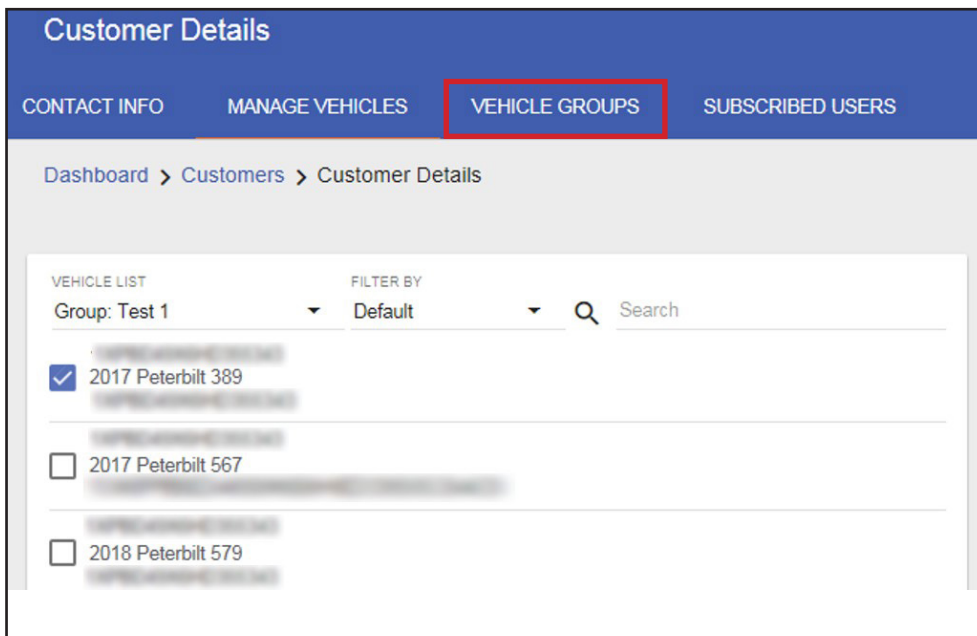 Customer Details
CONTACT INFO MANAGE VEHICLES VEHICLE GROUPS SUBSCRIBED USERS
Dashboard > Customers > Customer Details
VEHICLE LIST FILTER BY
Group: Test 1 Default Search
2017 Peterbilt 389
2017 Peterbilt 567
2018 Peterbilt 579